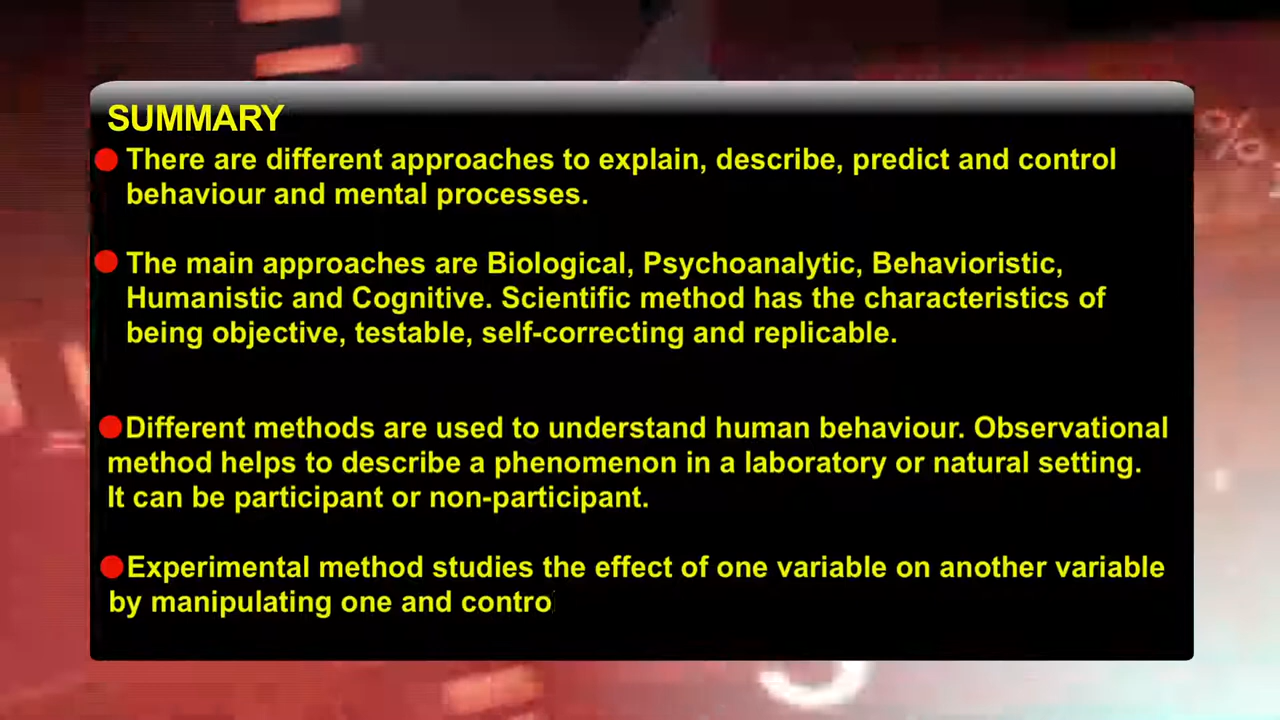 SUMMARY
There are different approaches to explain, describe, predict and control
behaviour and mental processes.
The main approaches are Biological, Psychoanalytic, Behavioristic,
Humanistic and Cognitive. Scientific method has the characteristics of
being objective, testable, self-correcting and replicable.
Different methods are used to understand human behaviour. Observational
method helps to describe a phenomenon in a laboratory or natural setting.
It can be participant or non-participant.
Experimental method studies the effect of one variable on another variable
by manipulating one and contro
%